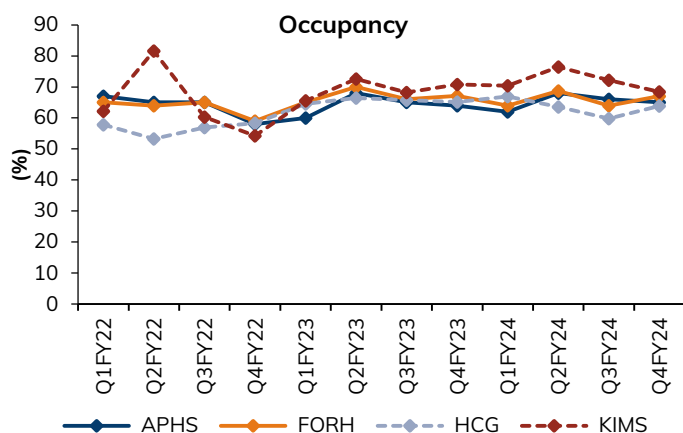 Occupancy
(%)
90
80
70
60
50
40
30
20
10
0
Q1FY22
Q2FY22
Q3FY22
Q4FY22
Q1FY23
Q2FY23
Q3FY23
Q4FY23
Q1FY24
Q2FY24
Q3FY24
Q4FY24
APHS FORH HCG KIMS